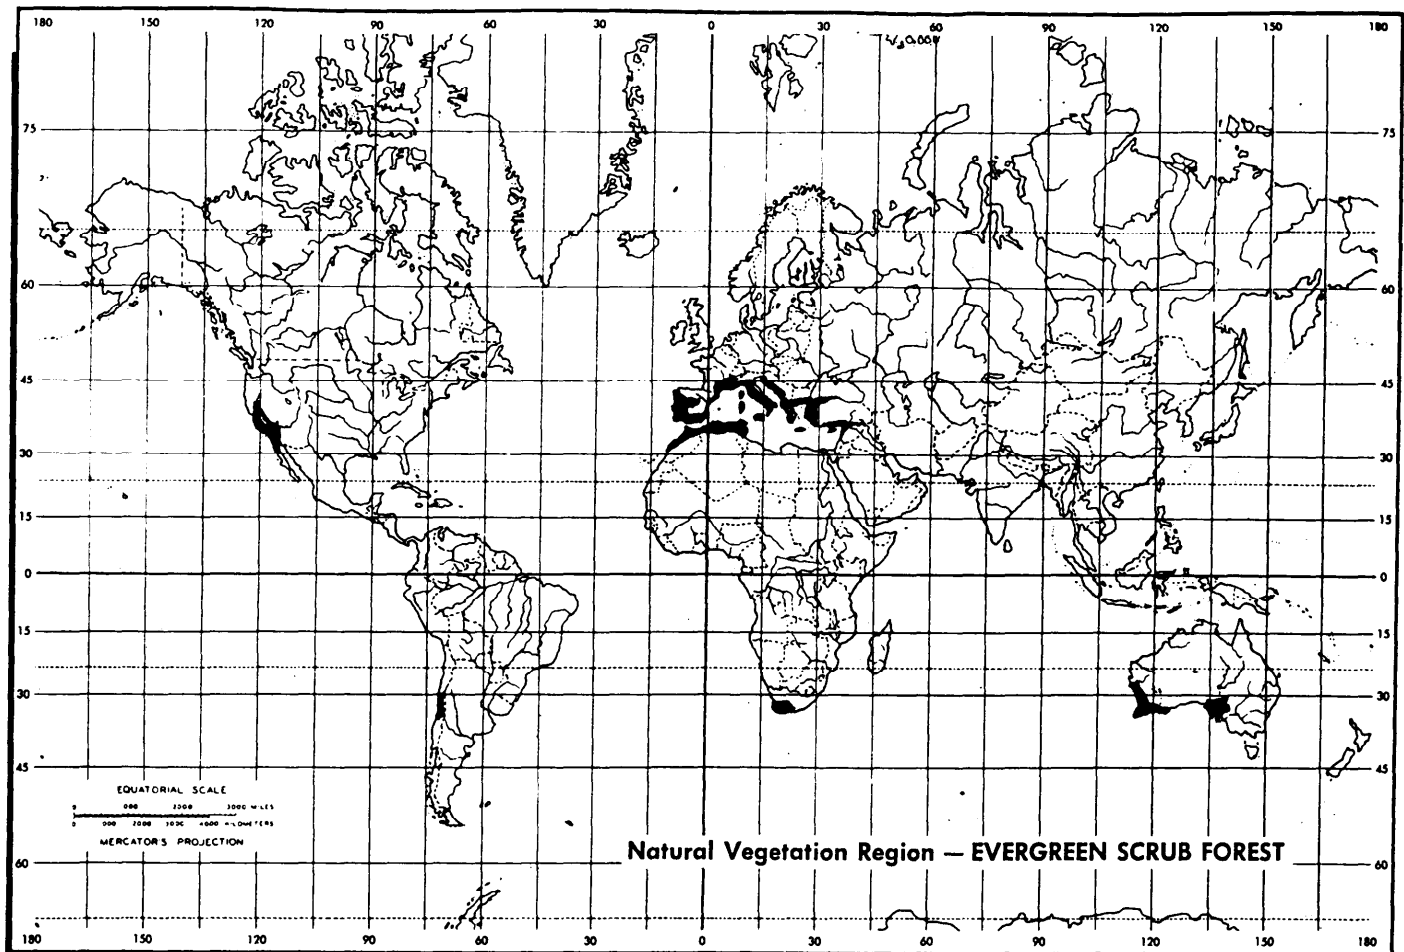 180 150 120 90 60 30 0 30 60 90 120 150 180
75 75
60 60
45 45
30 30
15 15
0 0
15 15
30 30
45 45
EQUATORIAL SCALE
MERCATOR'S PROJECTION
Natural Vegetation Region — EVERGREEN SCRUB FOREST
60 60
180 150 120 90 60 30 0 30 60 90 120 150 180